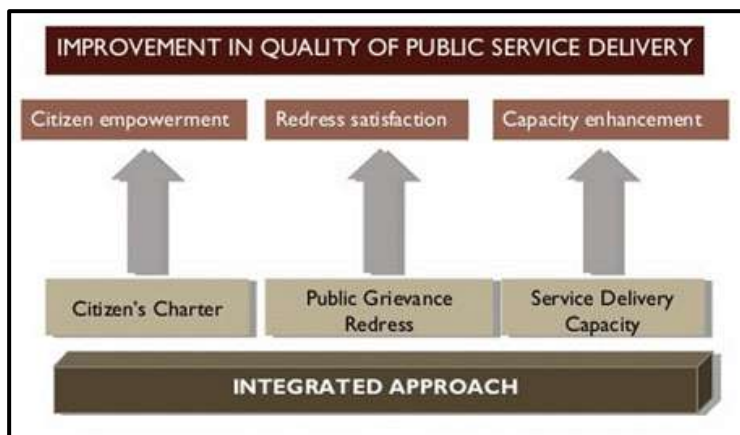 IMPROVEMENT IN QUALITY OF PUBLIC SERVICE DELIVERY
Citizen empowerment
Redress satisfaction
Capacity enhancement
Citizen's Charter
Public Grievance
Redress
Service Delivery
Capacity
INTEGRATED APPROACH